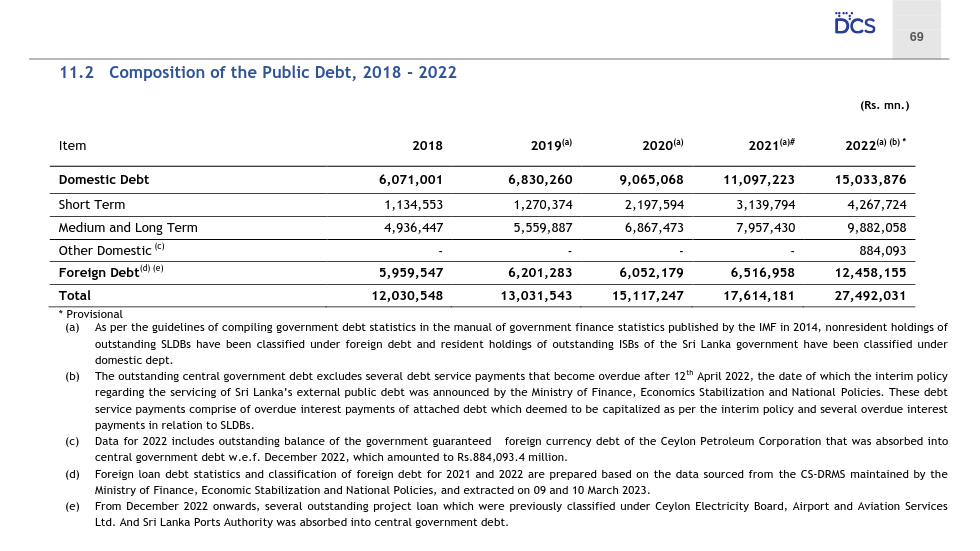 DCS
69
11.2 Composition of the Public Debt, 2018 - 2022
(Rs. mn.)
Item 2018 2019(a) 2020(a) 2021(a)# 2022(a) (b) *
Domestic Debt 6,071,001 6,830,260 9,065,068 11,097,223 15,033,876
Short Term 1,134,553 1,270,374 2,197,594 3,139,794 4,267,724
Medium and Long Term 4,936,447 5,559,887 6,867,473 7,957,430 9,882,058
Other Domestic (c) - - - - 884,093
Foreign Debt(d) (e) 5,959,547 6,201,283 6,052,179 6,516,958 12,458,155
Total 12,030,548 13,031,543 15,117,247 17,614,181 27,492,031
* Provisional
(a) As per the guidelines of compiling government debt statistics in the manual of government finance statistics published by the IMF in 2014, nonresident holdings of
outstanding SLDBs have been classified under foreign debt and resident holdings of outstanding ISBs of the Sri Lanka government have been classified under
domestic dept.
(b) The outstanding central government debt excludes several debt service payments that become overdue after 12th April 2022, the date of which the interim policy
regarding the servicing of Sri Lanka's external public debt was announced by the Ministry of Finance, Economics Stabilization and National Policies. These debt
service payments comprise of overdue interest payments of attached debt which deemed to be capitalized as per the interim policy and several overdue interest
payments in relation to SLDBs.
(c) Data for 2022 includes outstanding balance of the government guaranteed foreign currency debt of the Ceylon Petroleum Corporation that was absorbed into
central government debt w.e.f. December 2022, which amounted to Rs.884,093.4 million.
(d) Foreign loan debt statistics and classification of foreign debt for 2021 and 2022 are prepared based on the data sourced from the CS-DRMS maintained by the
Ministry of Finance, Economic Stabilization and National Policies, and extracted on 09 and 10 March 2023.
(e) From December 2022 onwards, several outstanding project loan which were previously classified under Ceylon Electricity Board, Airport and Aviation Services
Ltd. And Sri Lanka Ports Authority was absorbed into central government debt.